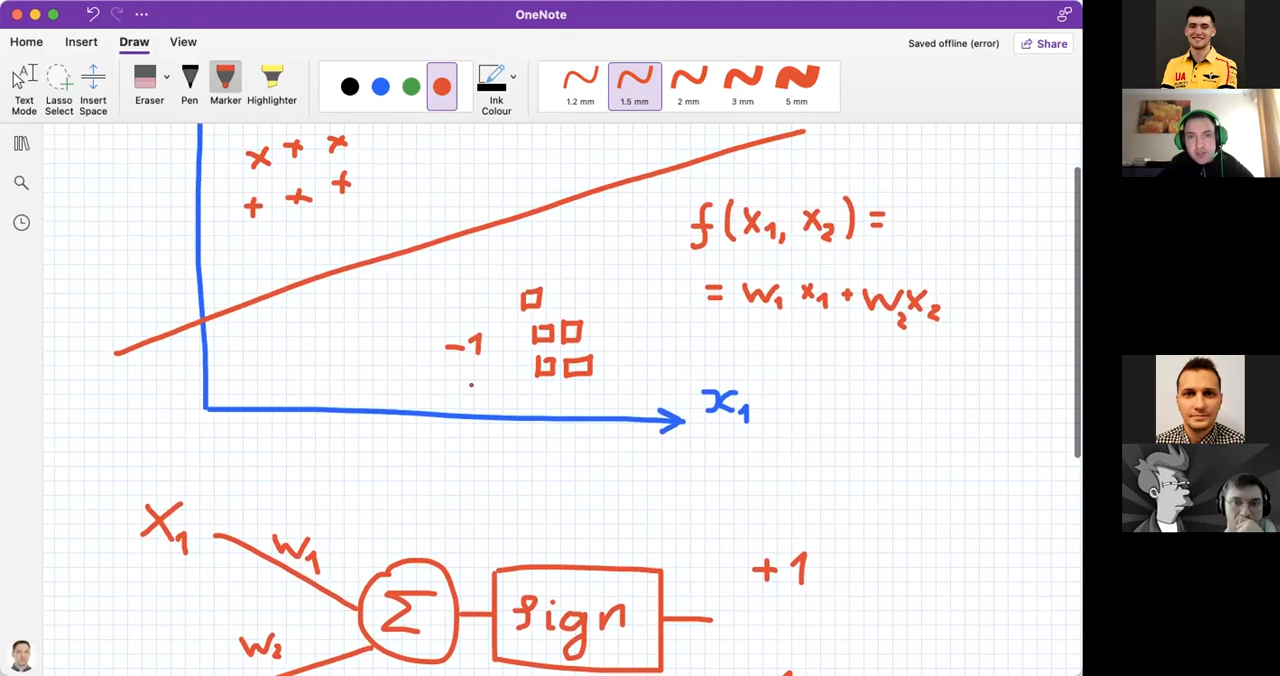 OneNote
Home Insert Draw View
Saved offline (error) Share
Text Mode
Lasso Select
Insert Space
Eraser
Pen
Marker
Highlighter
Ink Colour
1.2 mm
1.5 mm
2 mm
3 mm
5 mm
f(x₁, x₂) =
= w₁ x₁ + w₂x₂
-1
x₁
X₁
w₁
+1
Σ
sign
w₂
UA